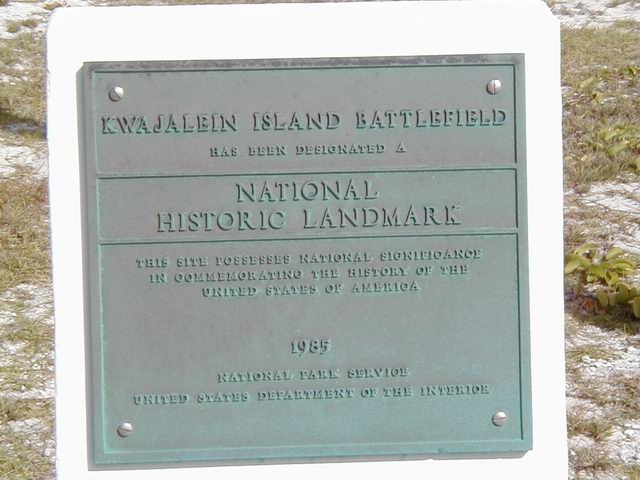 KWAJALEIN ISLAND BATTLEFIELD
HAS BEEN DESIGNATED A
NATIONAL
HISTORIC LANDMARK
THIS SITE POSSESSES NATIONAL SIGNIFICANCE
IN COMMEMORATING THE HISTORY OF THE
UNITED STATES OF AMERICA
1985
NATIONAL PARK SERVICE
UNITED STATES DEPARTMENT OF THE INTERIOR